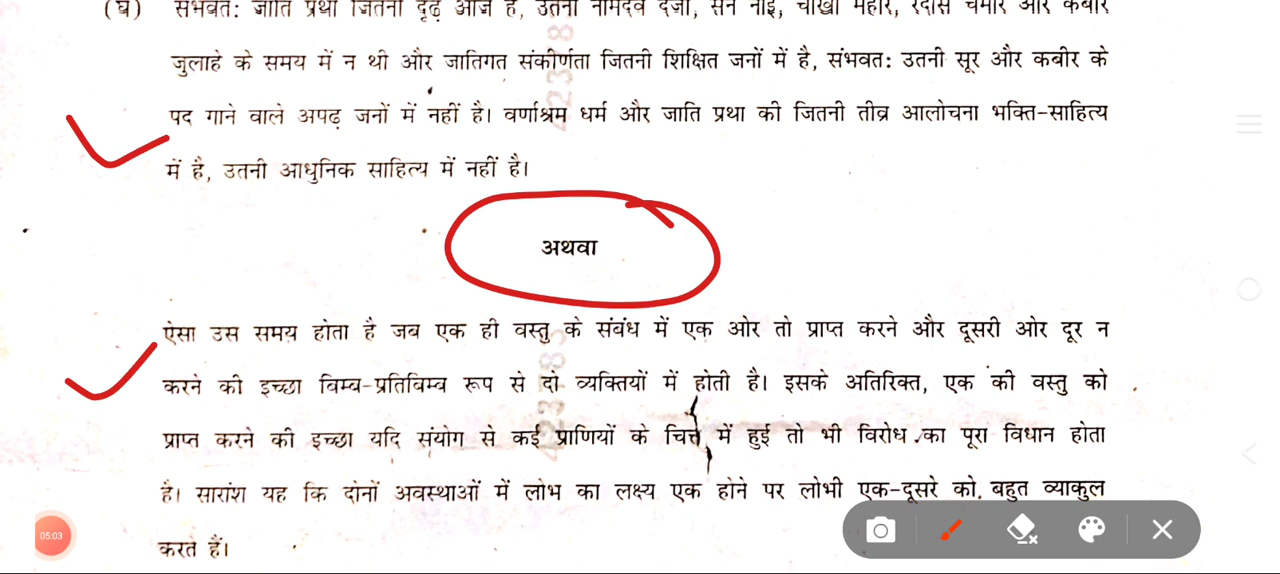 (घ) संभवत: जाति प्रथा जितनी दृढ़ आज है, उतनी नामदेव दर्जी, सेन नाई, चोखा महार, रैदास चमार और कबीर
जुलाहे के समय में न थी और जातिगत संकीर्णता जितनी शिक्षित जनों में है, संभवत: उतनी सूर और कबीर के
पद गाने वाले अपढ़ जनों में नहीं है। वर्णाश्रम धर्म और जाति प्रथा की जितनी तीव्र आलोचना भक्ति-साहित्य
में है, उतनी आधुनिक साहित्य में नहीं है।
अथवा
ऐसा उस समय होता है जब एक ही वस्तु के संबंध में एक ओर तो प्राप्त करने और दूसरी ओर दूर न
करने की इच्छा बिम्ब-प्रतिबिम्ब रूप से दो व्यक्तियों में होती है। इसके अतिरिक्त, एक की वस्तु को
प्राप्त करने की इच्छा यदि संयोग से कई प्राणियों के चित्त में हुई तो भी विरोध का पूरा विधान होता
है। सारांश यह कि दोनों अवस्थाओं में लोभ का लक्ष्य एक होने पर लोभी एक-दूसरे को बहुत व्याकुल
करते हैं।
05:03